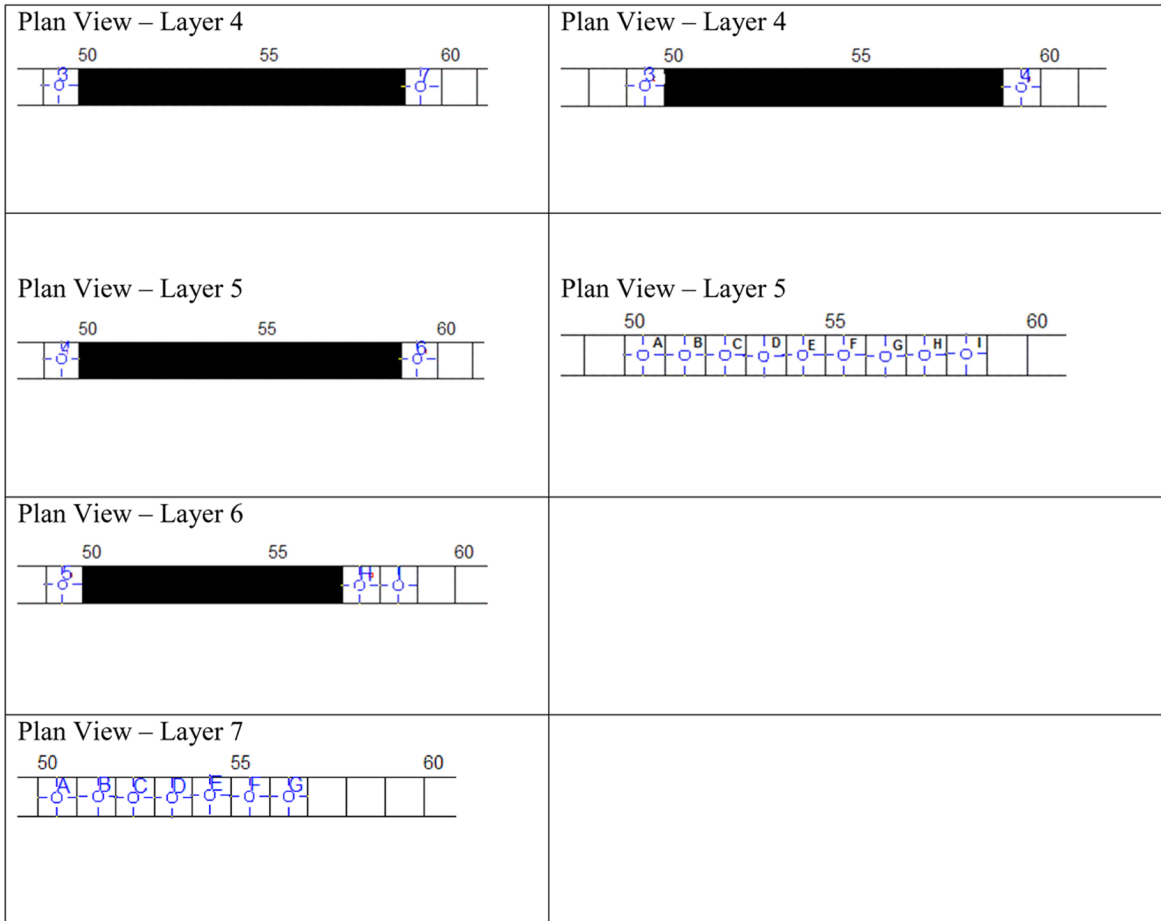 Plan View – Layer 4
50 55 60
3 7
Plan View – Layer 4
50 55 60
3 4
Plan View – Layer 5
50 55 60
4 6
Plan View – Layer 5
50 55 60
A B C D E F G H I
Plan View – Layer 6
50 55 60
5 H I
Plan View – Layer 7
50 55 60
A B C D E F G